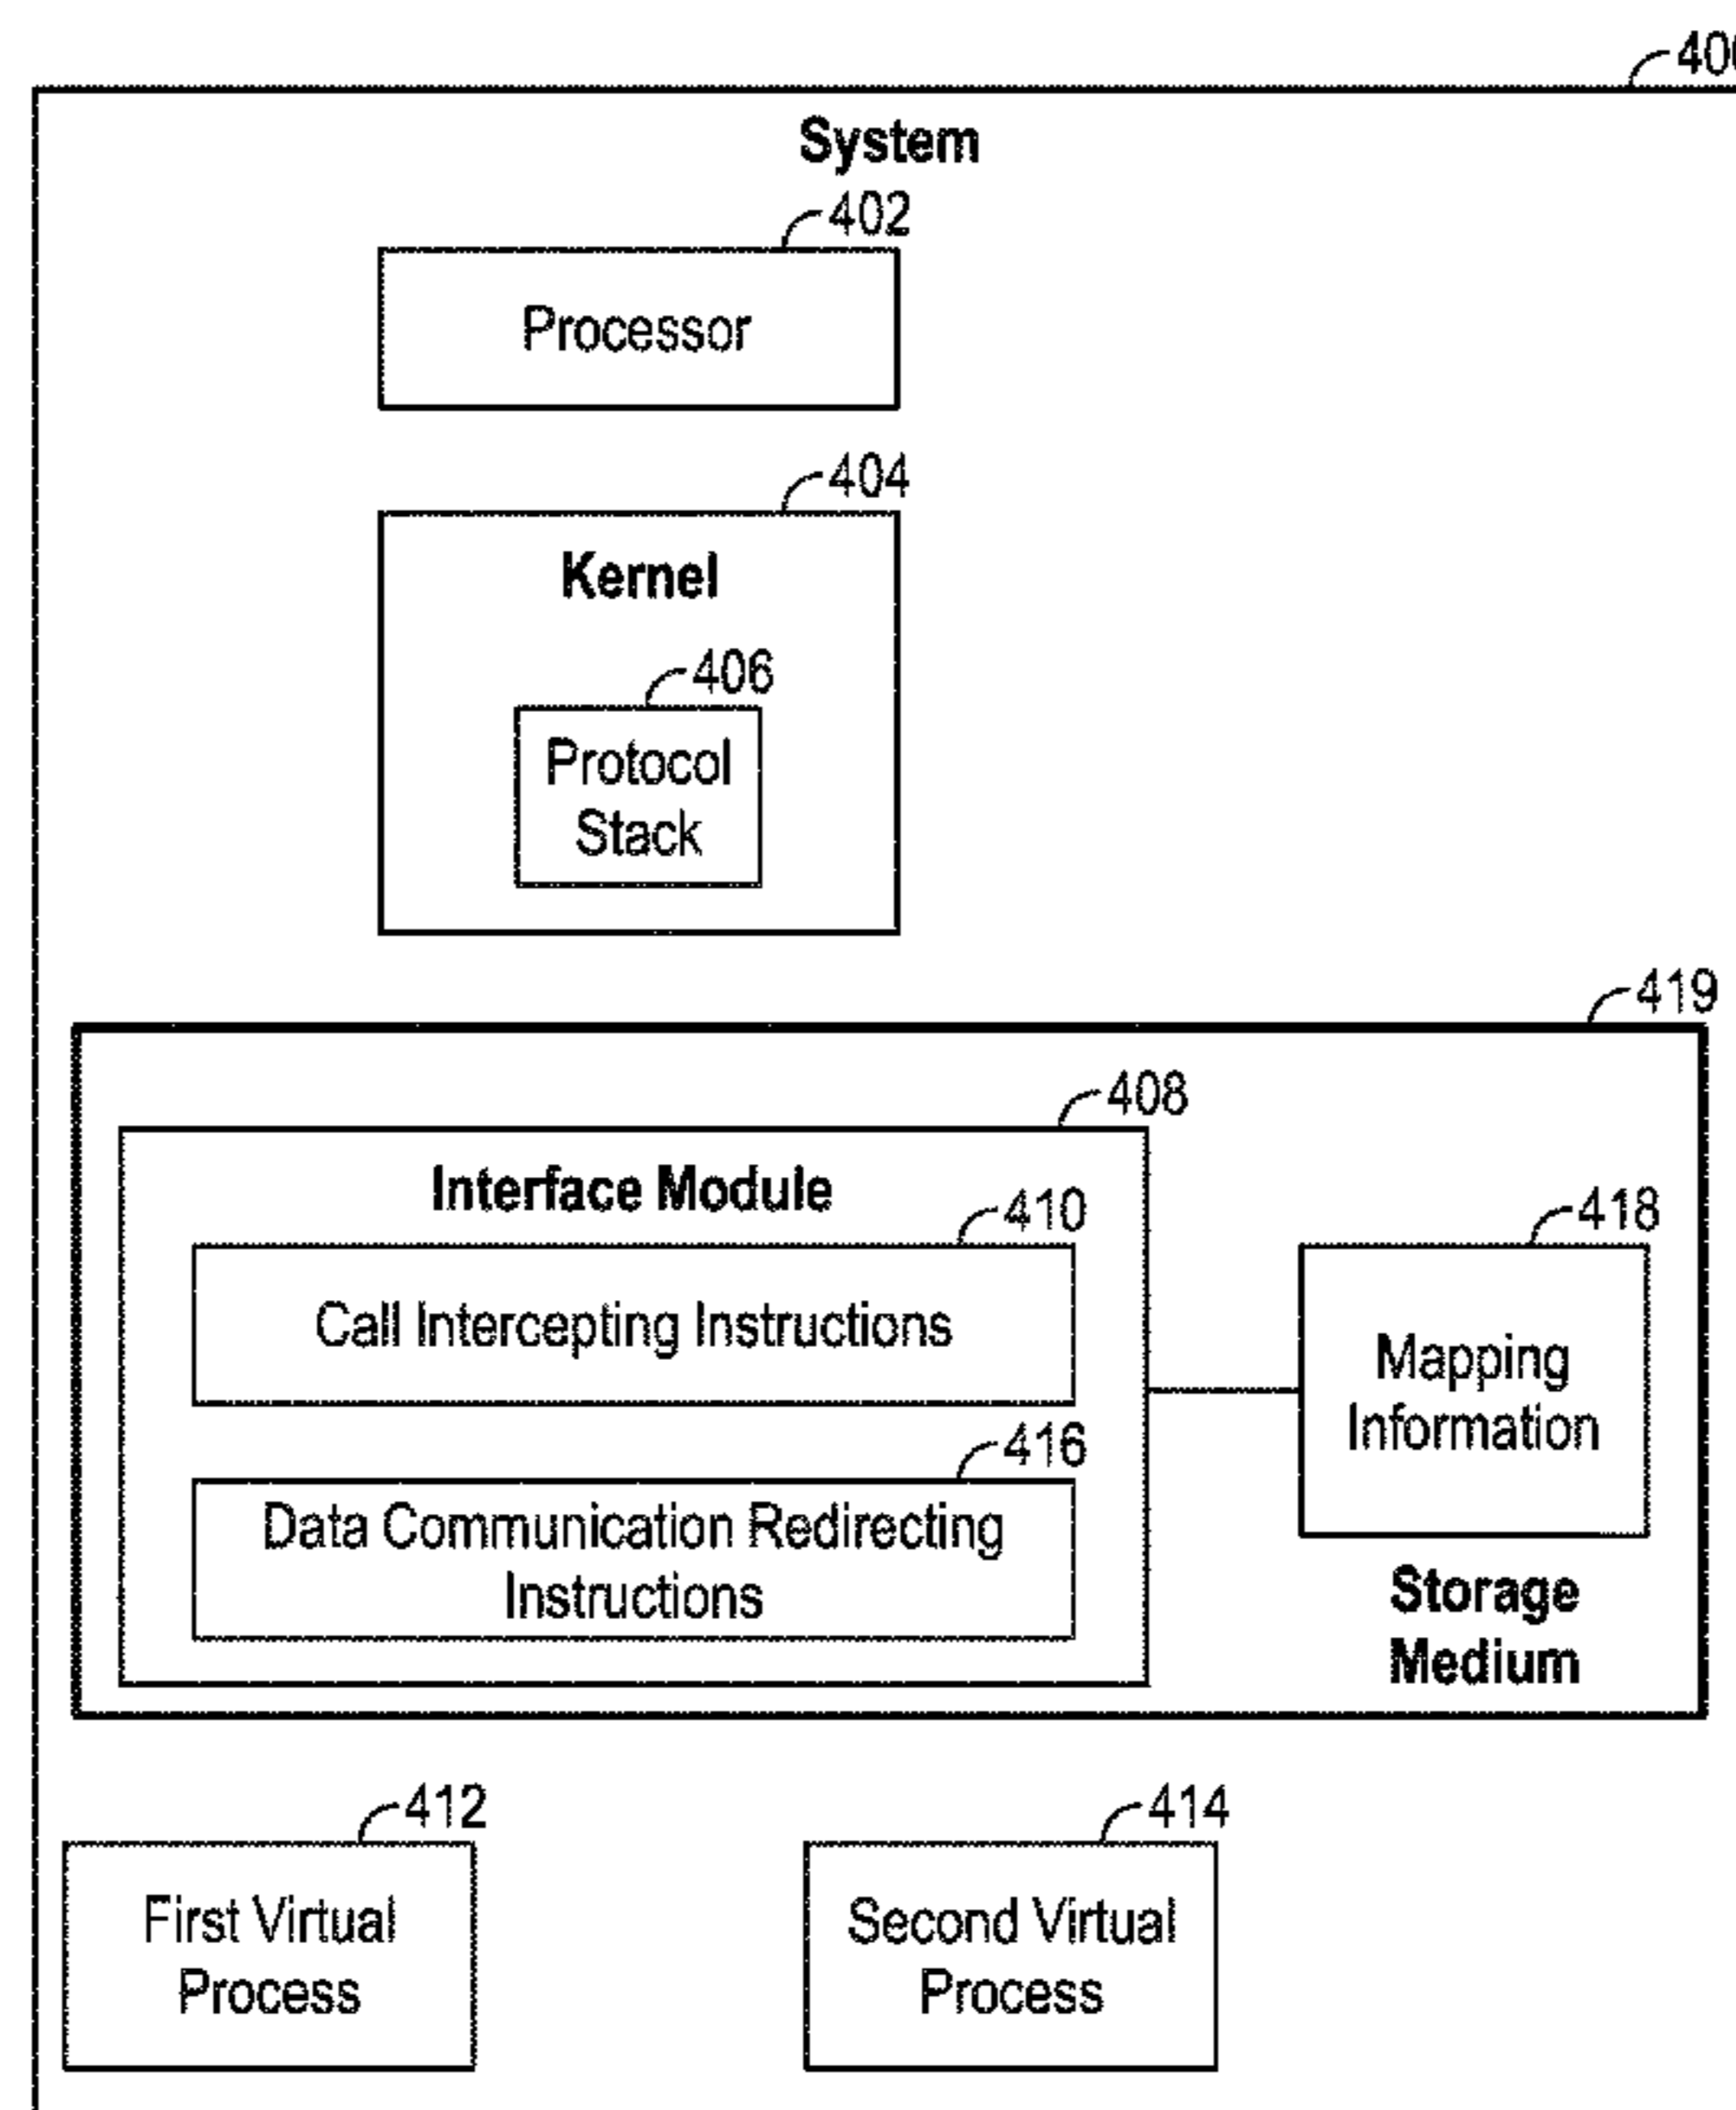 System
402
Processor
404
Kernel
406
Protocol
Stack
419
408
Interface Module
410
Call Intercepting Instructions
416
Data Communication Redirecting
Instructions
418
Mapping
Information
Storage
Medium
412
First Virtual
Process
414
Second Virtual
Process